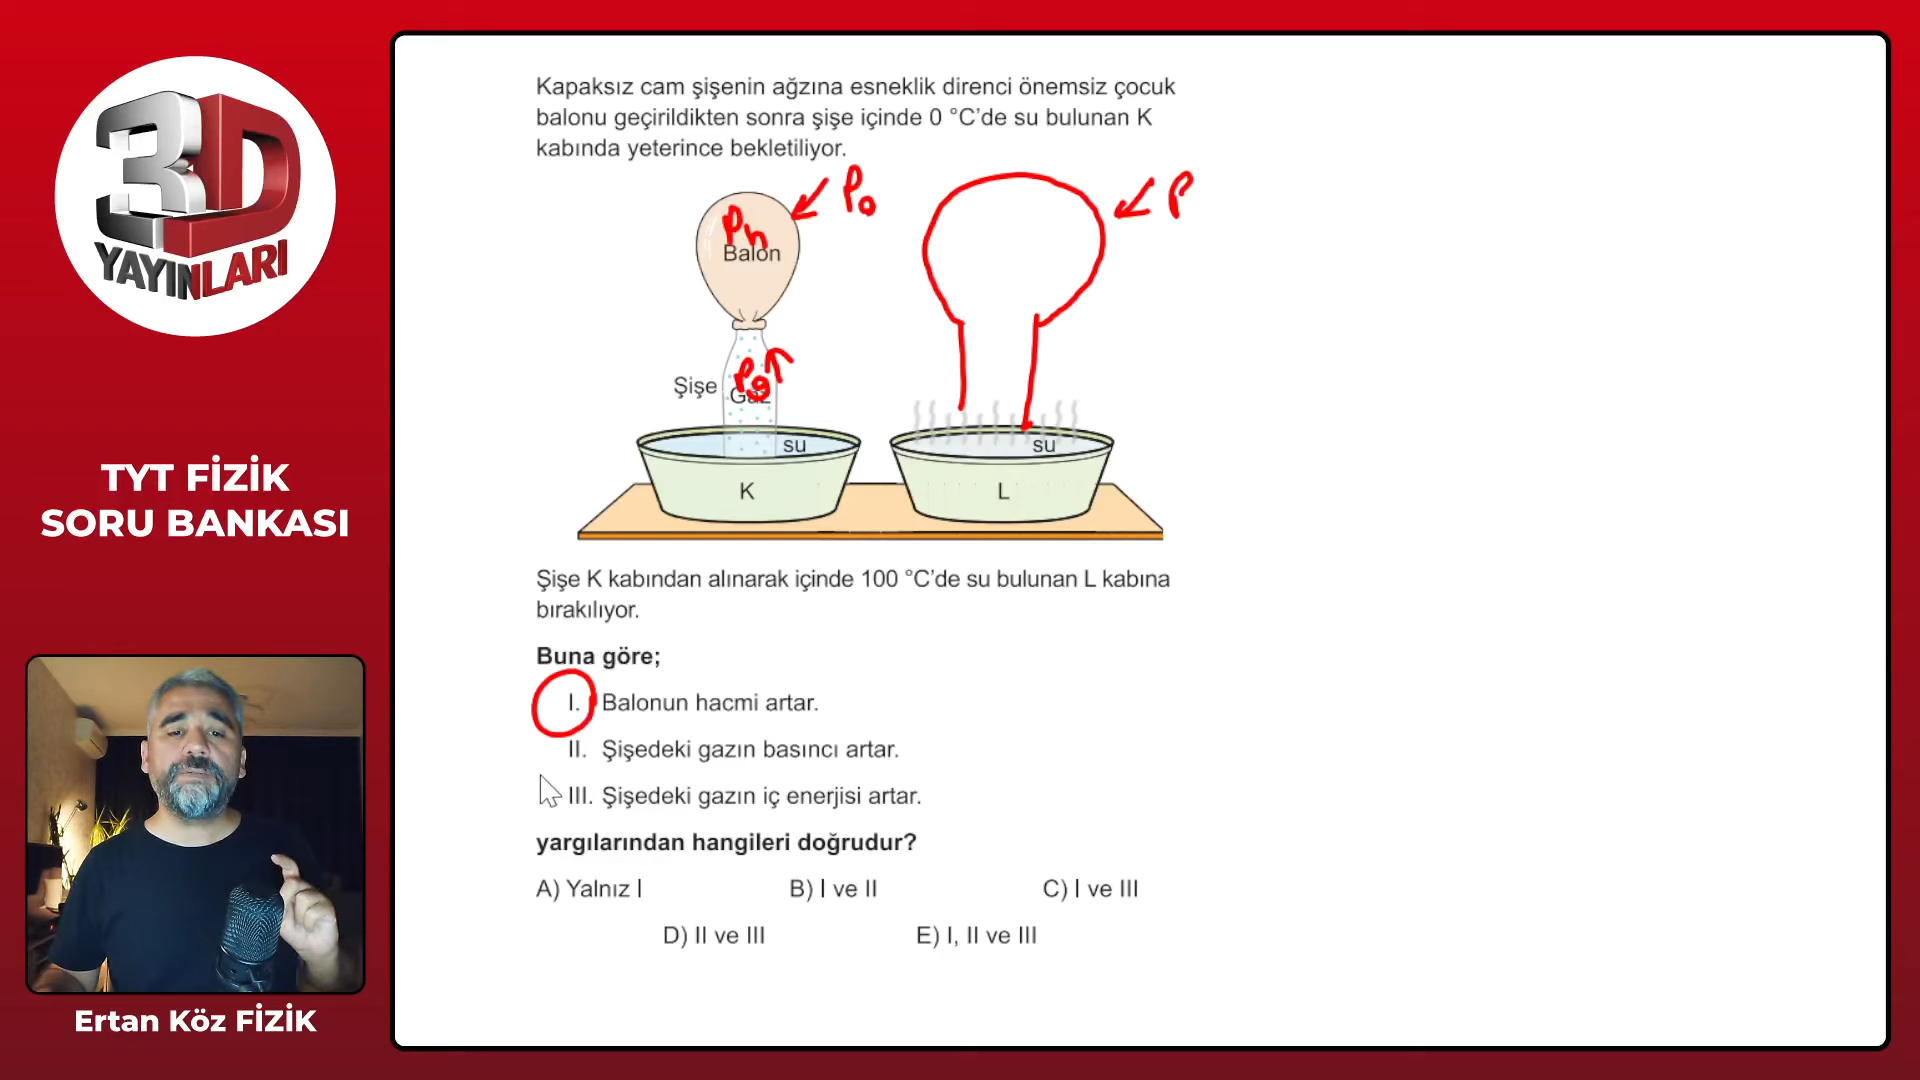 3D
YAYINLARI
TYT FİZİK
SORU BANKASI
Ertan Köz FİZİK
Kapaksız cam şişenin ağzına esneklik direnci önemsiz çocuk
balonu geçirildikten sonra şişe içinde 0 °C'de su bulunan K
kabında yeterince bekletiliyor.
P₀
P
Ph
Balon
Şişe
Pg
Gaz
su
su
K
L
Şişe K kabından alınarak içinde 100 °C'de su bulunan L kabına
bırakılıyor.
Buna göre;
I. Balonun hacmi artar.
II. Şişedeki gazın basıncı artar.
III. Şişedeki gazın iç enerjisi artar.
yargılarından hangileri doğrudur?
A) Yalnız I B) I ve II C) I ve III
D) II ve III E) I, II ve III